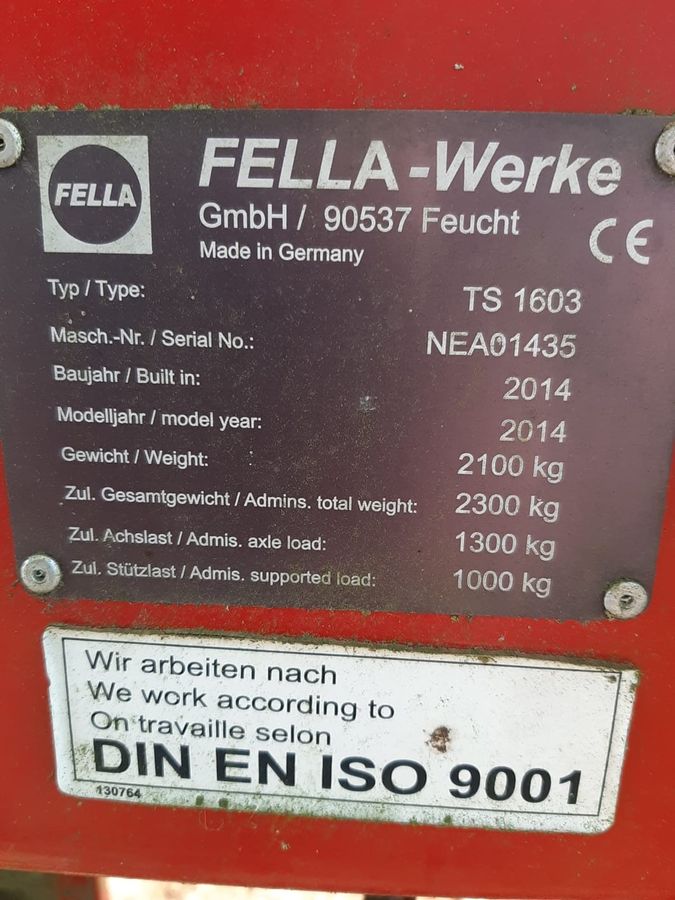 FELLA
FELLA-Werke
GmbH / 90537 Feucht
Made in Germany
CE
Typ / Type: TS 1603
Masch.-Nr. / Serial No.: NEA01435
Baujahr / Built in: 2014
Modelljahr / model year: 2014
Gewicht / Weight: 2100 kg
Zul. Gesamtgewicht / Admins. total weight: 2300 kg
Zul. Achslast / Admis. axle load: 1300 kg
Zul. Stützlast / Admis. supported load: 1000 kg
Wir arbeiten nach
We work according to
On travaille selon
DIN EN ISO 9001
130764